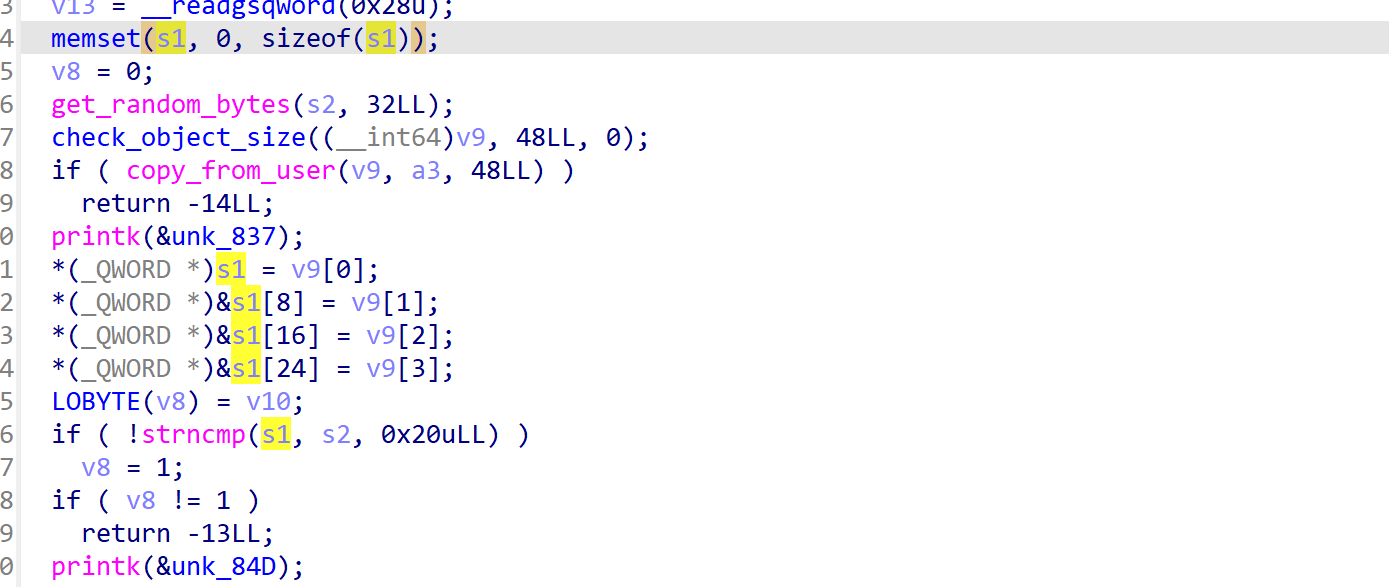 3 v13 = __readgsqword(0x28u);
4 memset(s1, 0, sizeof(s1));
5 v8 = 0;
6 get_random_bytes(s2, 32LL);
7 check_object_size((__int64)v9, 48LL, 0);
8 if ( copy_from_user(v9, a3, 48LL) )
9 return -14LL;
0 printk(&unk_837);
1 *(_QWORD *)s1 = v9[0];
2 *(_QWORD *)&s1[8] = v9[1];
3 *(_QWORD *)&s1[16] = v9[2];
4 *(_QWORD *)&s1[24] = v9[3];
5 LOBYTE(v8) = v10;
6 if ( !strncmp(s1, s2, 0x20uLL) )
7 v8 = 1;
8 if ( v8 != 1 )
9 return -13LL;
0 printk(&unk_84D);